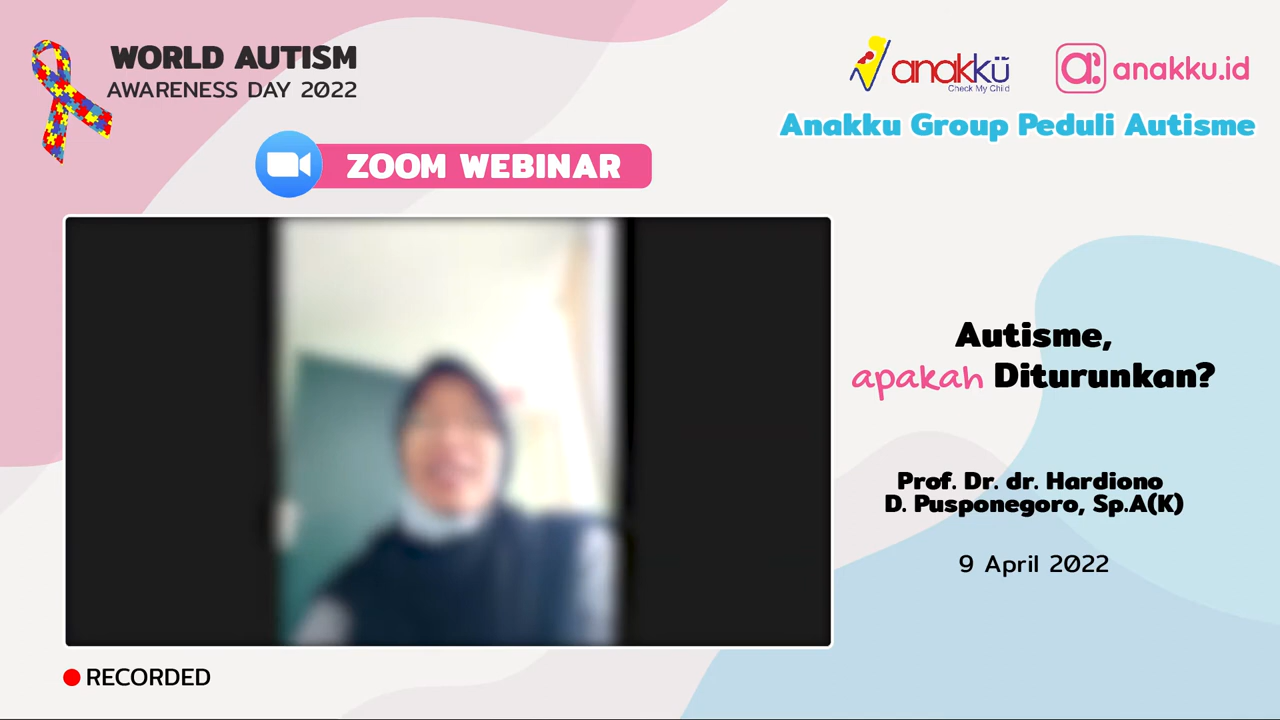 WORLD AUTISM
AWARENESS DAY 2022
anakkü
Check My Child
a: anakku.id
Anakku Group Peduli Autisme
ZOOM WEBINAR
Autisme,
apakah Diturunkan?
Prof. Dr. dr. Hardiono
D. Pusponegoro, Sp.A(K)
9 April 2022
RECORDED